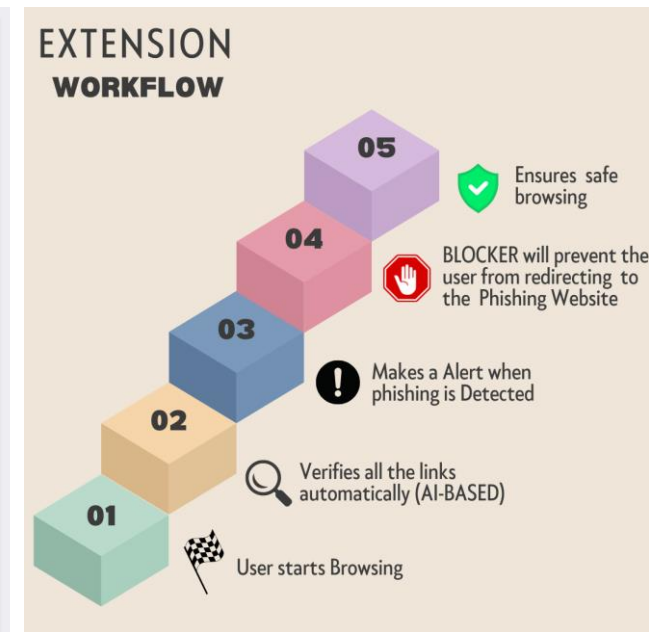 EXTENSION
WORKFLOW
05
Ensures safe
browsing
04
BLOCKER will prevent the
user from redirecting to
the Phishing Website
03
Makes a Alert when
phishing is Detected
02
Verifies all the links
automatically (AI-BASED)
01
User starts Browsing